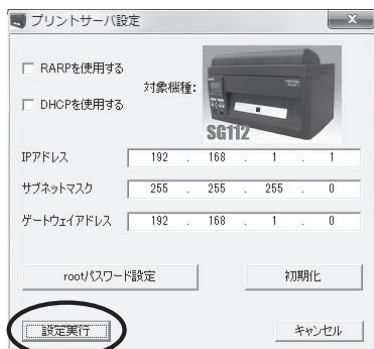 プリントサーバ設定
RARPを使用する
DHCPを使用する
対象機種:
SG112
IPアドレス 192 . 168 . 1 . 1
サブネットマスク 255 . 255 . 255 . 0
ゲートウェイアドレス 192 . 168 . 1 . 0
rootパスワード設定 初期化
設定実行 キャンセル